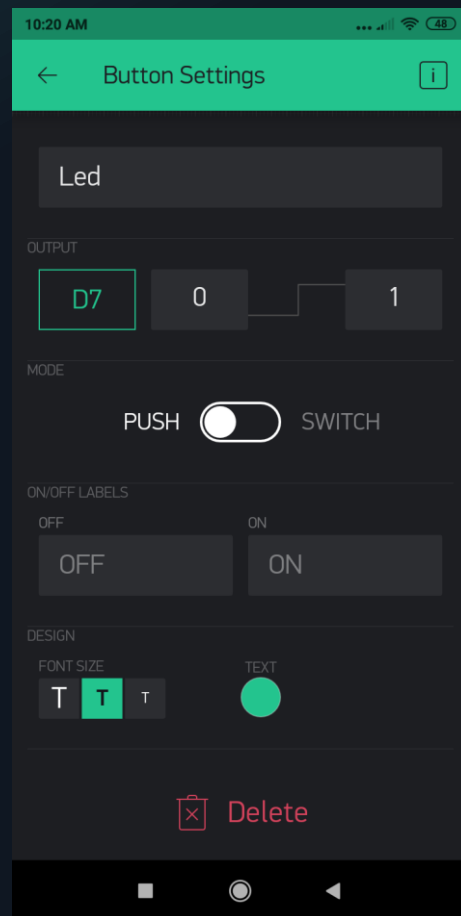 10:20 AM 48
Button Settings i
Led
OUTPUT
D7 0 1
MODE
PUSH SWITCH
ON/OFF LABELS
OFF ON
OFF ON
DESIGN
FONT SIZE TEXT
T T T
Delete